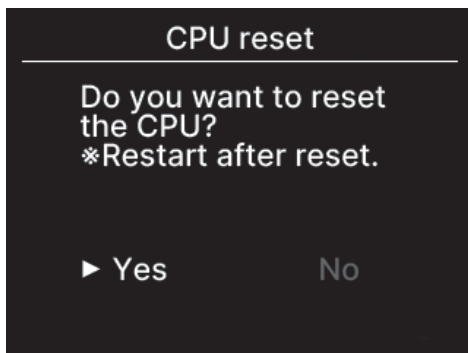 CPU reset
Do you want to reset
the CPU?
※Restart after reset.
► Yes No